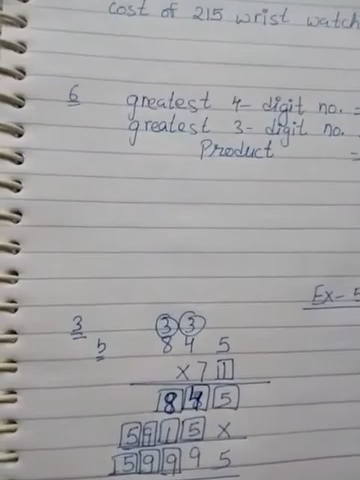 cost of 215 wrist watch
6 greatest 4- digit no. =
greatest 3- digit no.
Product =
Ex-5
3 3 3
5 8 4 5
× 7 1
8 4 5
5 9 1 5 ×
5 9 9 9 5